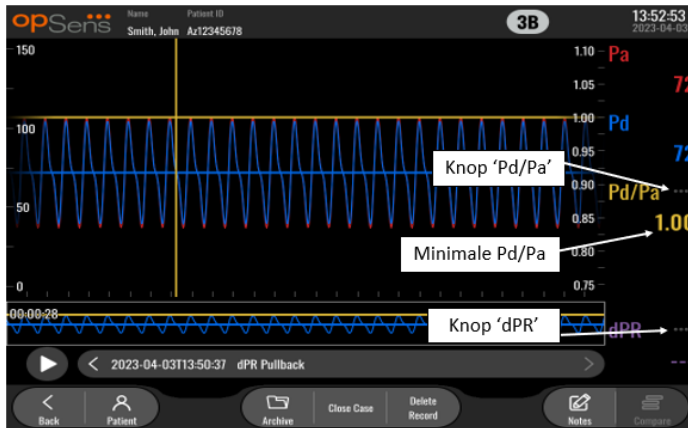 opSens
Name
Patient ID
Smith, John
Az12345678
3B
13:52:53
2023-04-03
150
100
50
0
1.10
1.05
1.00
0.95
0.90
0.85
0.80
0.75
Pa
72
Pd
72
Pd/Pa
---
1.00
dPR
---
--
Knop ‘Pd/Pa’
Minimale Pd/Pa
Knop ‘dPR’
00:00:28
< 2023-04-03T13:50:37 dPR Pullback >
Back
Patient
Archive
Close Case
Delete
Record
Notes
Compare